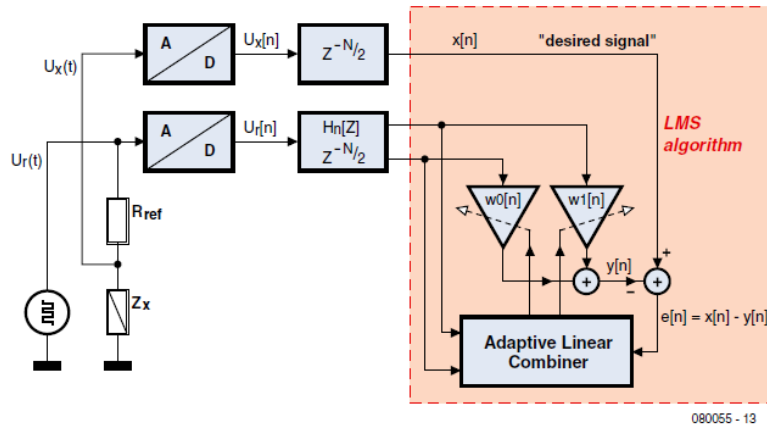 A
D
Ux[n]
Z^-N/2
x[n]
"desired signal"
Ux(t)
A
D
Ur[n]
Hn[Z]
Z^-N/2
LMS
algorithm
Ur(t)
Rref
w0[n]
w1[n]
y[n]
+
+
−
+
Zx
e[n] = x[n] - y[n]
Adaptive Linear
Combiner
080055 - 13